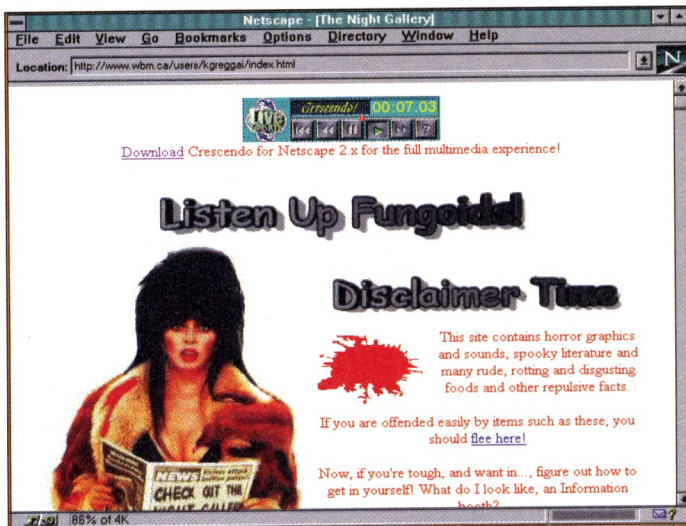 Netscape - [The Night Gallery]
File Edit View Go Bookmarks Options Directory Window Help
Location: http://www.wbm.ca/users/kgreggai/index.html
N
live
Crescendo! 00:07.03
?
Download Crescendo for Netscape 2.x for the full multimedia experience!
Listen Up Fungoids!
Disclaimer Time
This site contains horror graphics
and sounds, spooky literature and
many rude, rotting and disgusting
foods and other repulsive facts.
If you are offended easily by items such as these, you
should flee here!
Now, if you're tough, and want in..., figure out how to
get in yourself! What do I look like, an Information
booth?
NEWS
CHECK OUT THE
NIGHT GALLERY
86% of 4K
?